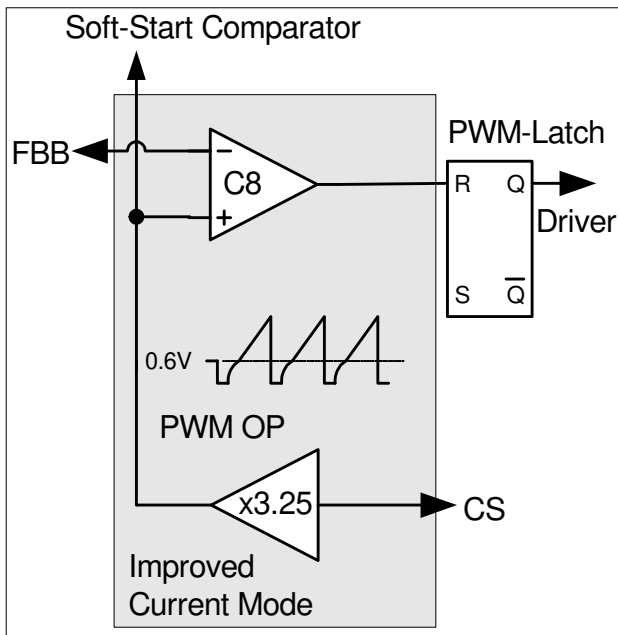 Soft-Start Comparator
FBB
PWM-Latch
−
C8
+
R
Q
Driver
S
Q̅
0.6V
PWM OP
x3.25
CS
Improved
Current Mode